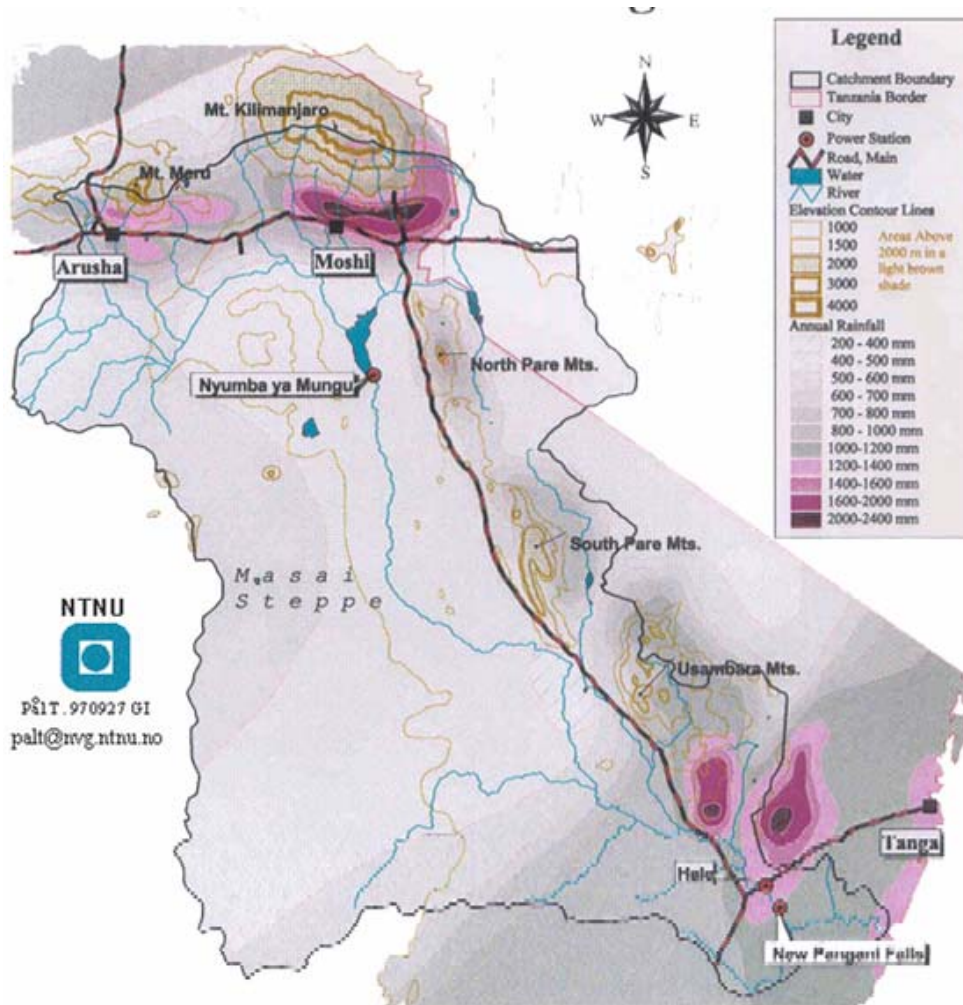 Legend
Catchment Boundary
Tanzania Border
City
Power Station
Road, Main
Water
River
Elevation Contour Lines
1000
1500
2000
3000
4000
Areas Above
2000 m in a
light brown
shade
Annual Rainfall
200 - 400 mm
400 - 500 mm
500 - 600 mm
600 - 700 mm
700 - 800 mm
800 - 1000 mm
1000-1200 mm
1200-1400 mm
1400-1600 mm
1600-2000 mm
2000-2400 mm
N
W E
S
Mt. Kilimanjaro
Mt. Meru
Arusha
Moshi
North Pare Mts.
Nyumba ya Mungu
South Pare Mts.
Masai
Steppe
NTNU
PålT.970927 GI
palt@nvg.ntnu.no
Usambara Mts.
Tanga
New Pangani Falls